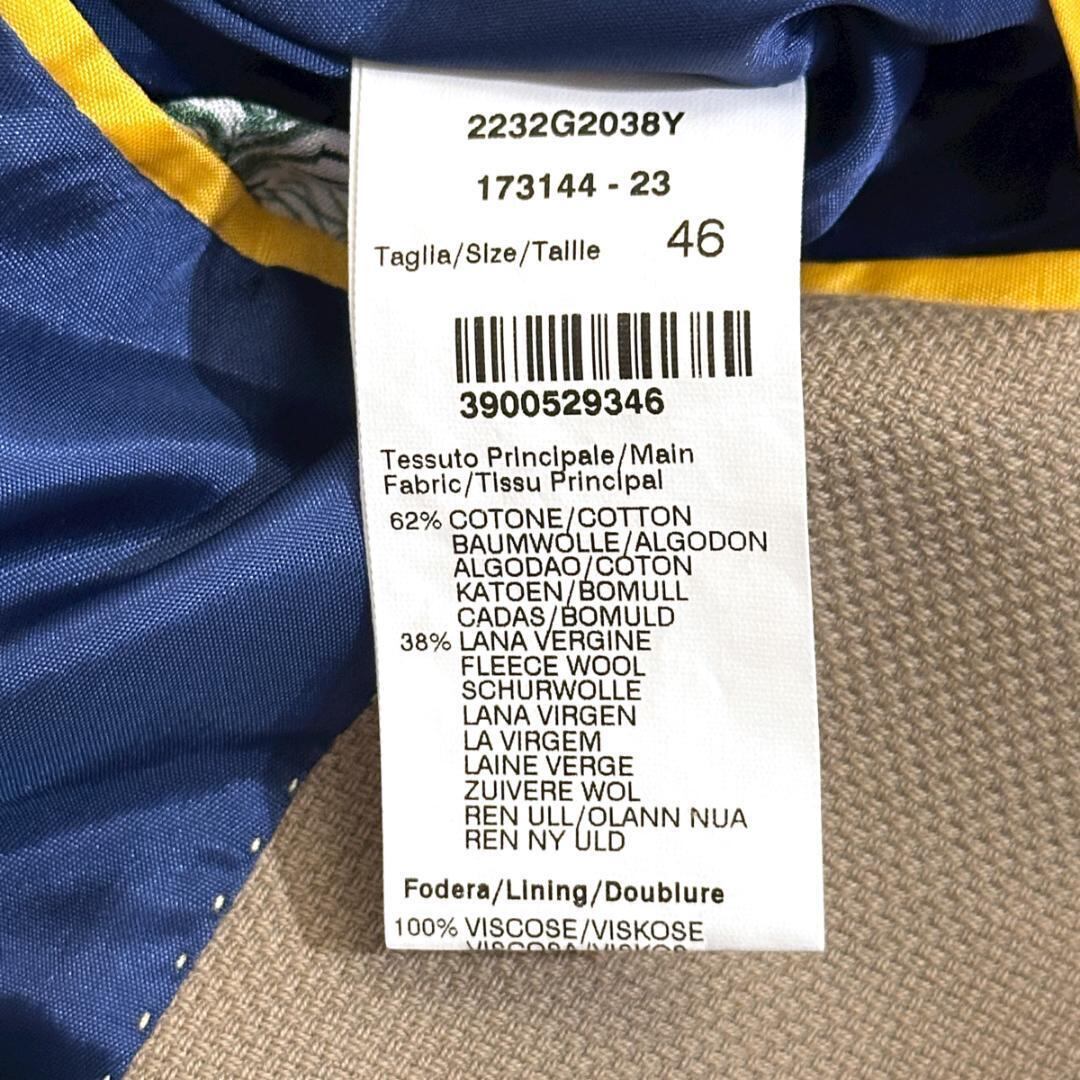 2232G2038Y
173144 - 23
Taglia/Size/Taille 46
3900529346
Tessuto Principale/Main
Fabric/Tissu Principal
62% COTONE/COTTON
BAUMWOLLE/ALGODON
ALGODAO/COTON
KATOEN/BOMULL
CADAS/BOMULD
38% LANA VERGINE
FLEECE WOOL
SCHURWOLLE
LANA VIRGEN
LA VIRGEM
LAINE VERGE
ZUIVERE WOL
REN ULL/OLANN NUA
REN NY ULD
Fodera/Lining/Doublure
100% VISCOSE/VISKOSE